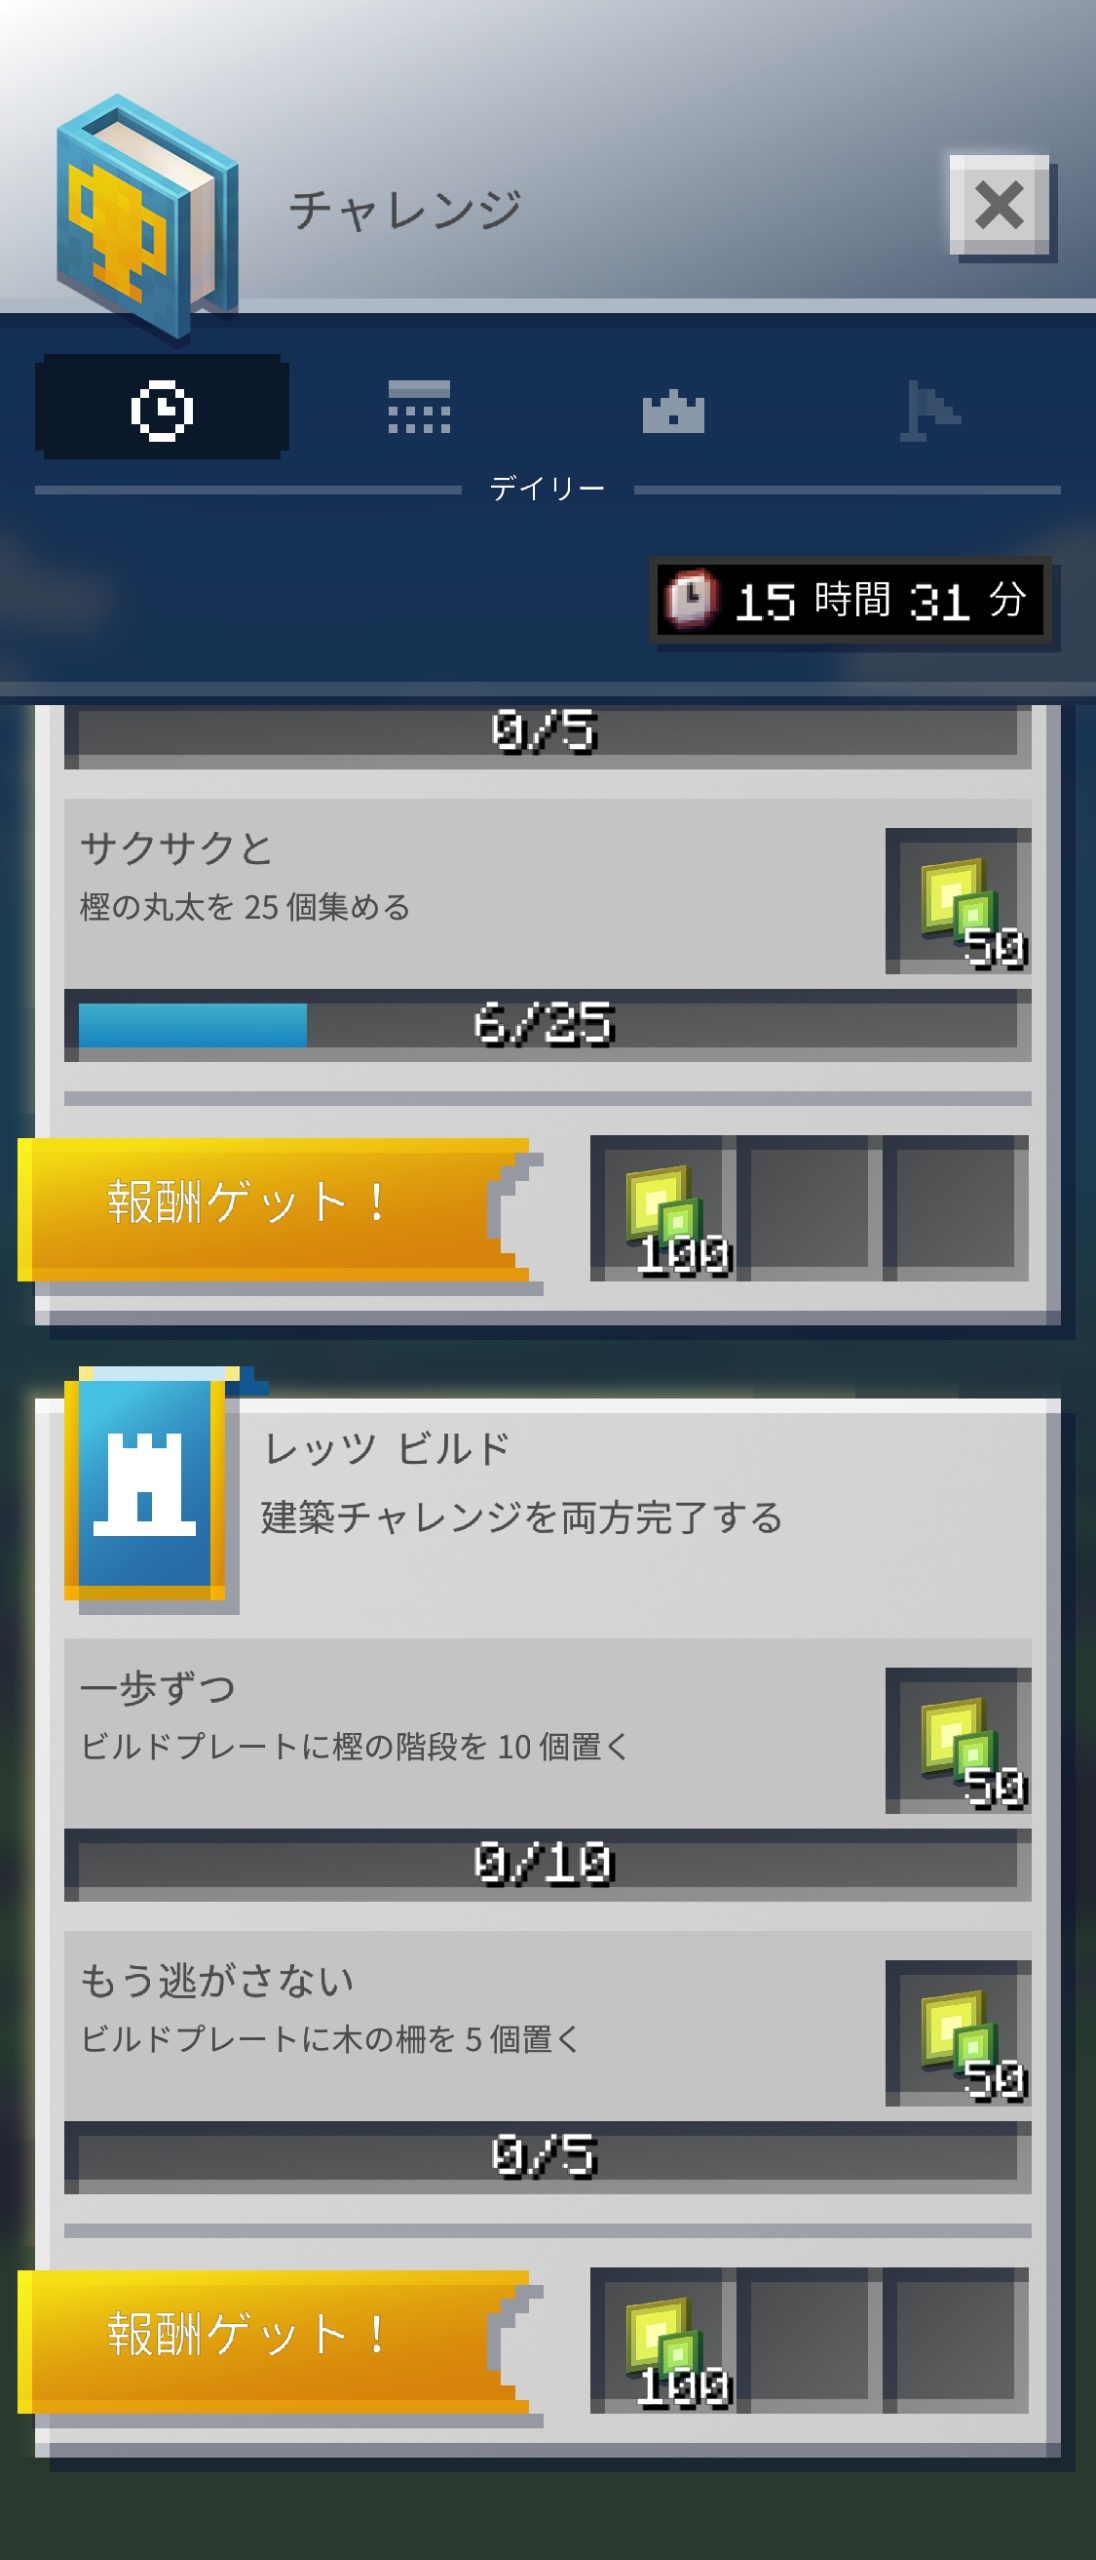 チャレンジ
デイリー
15 時間 31 分
0/5
サクサクと
樫の丸太を 25 個集める
50
6/25
報酬ゲット！
100
レッツ ビルド
建築チャレンジを両方完了する
一歩ずつ
ビルドプレートに樫の階段を 10 個置く
50
0/10
もう逃がさない
ビルドプレートに木の柵を 5 個置く
50
0/5
報酬ゲット！
100